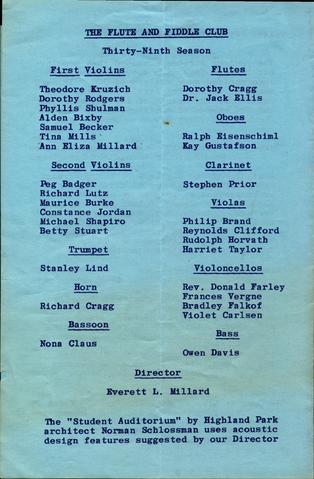 THE FLUTE AND FIDDLE CLUB
Thirty-Ninth Season
First Violins
Theodore Kruzich
Dorothy Rodgers
Phyllis Shulman
Alden Bixby
Samuel Becker
Tina Mills
Ann Eliza Millard
Second Violins
Peg Badger
Richard Lutz
Maurice Burke
Constance Jordan
Michael Shapiro
Betty Stuart
Trumpet
Stanley Lind
Horn
Richard Cragg
Bassoon
Nona Claus
Flutes
Dorothy Cragg
Dr. Jack Ellis
Oboes
Ralph Eisenschiml
Kay Gustafson
Clarinet
Stephen Prior
Violas
Philip Brand
Reynolds Clifford
Rudolph Horvath
Harriet Taylor
Violoncellos
Rev. Donald Farley
Frances Vergne
Bradley Falkof
Violet Carlsen
Bass
Owen Davis
Director
Everett L. Millard
The "Student Auditorium" by Highland Park
architect Norman Schlossman uses acoustic
design features suggested by our Director